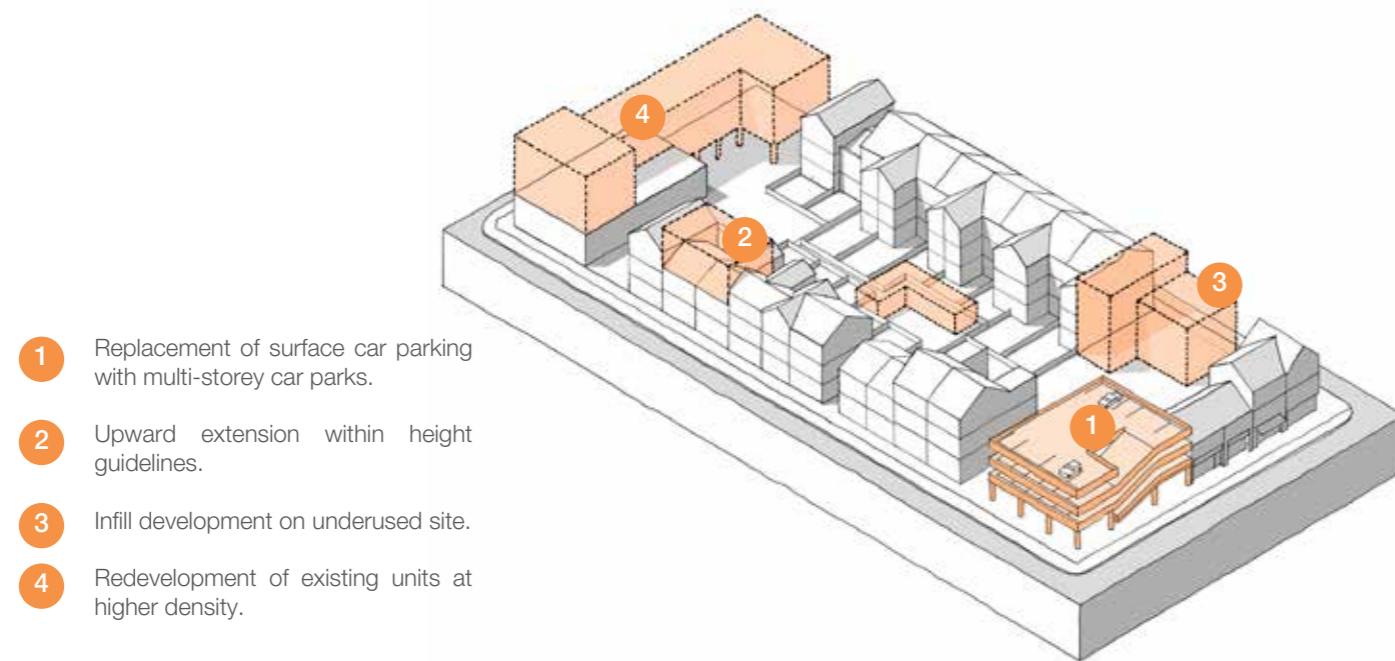 4
2
3
1
1 Replacement of surface car parking
with multi-storey car parks.
2 Upward extension within height
guidelines.
3 Infill development on underused site.
4 Redevelopment of existing units at
higher density.